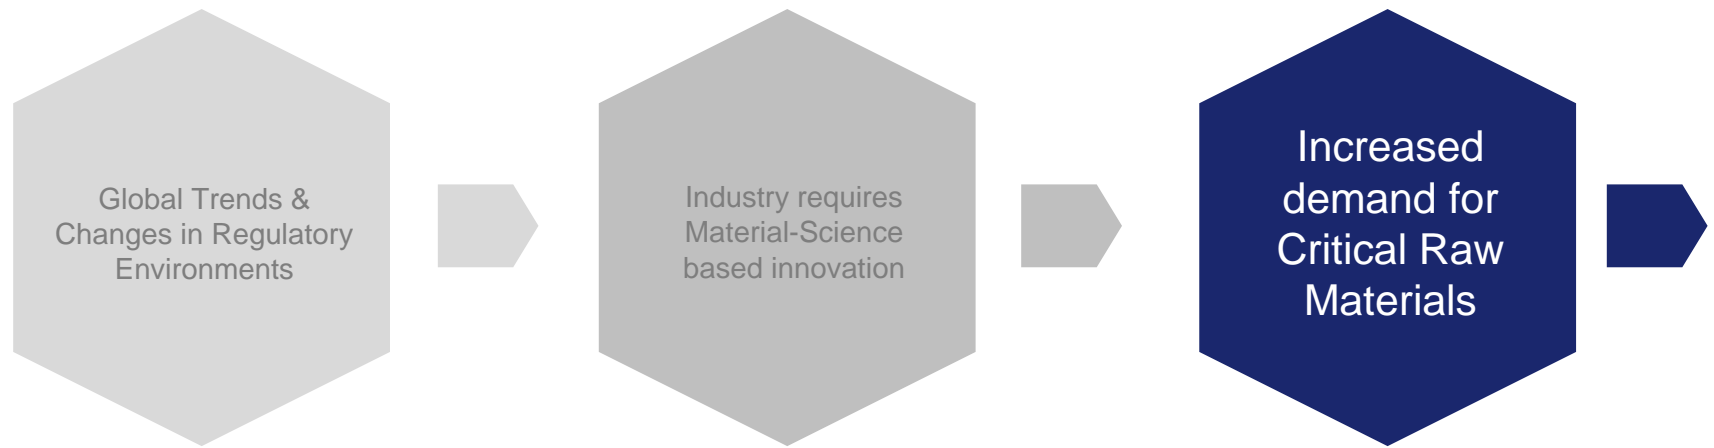 Global Trends &
Changes in Regulatory
Environments
Industry requires
Material-Science
based innovation
Increased
demand for
Critical Raw
Materials